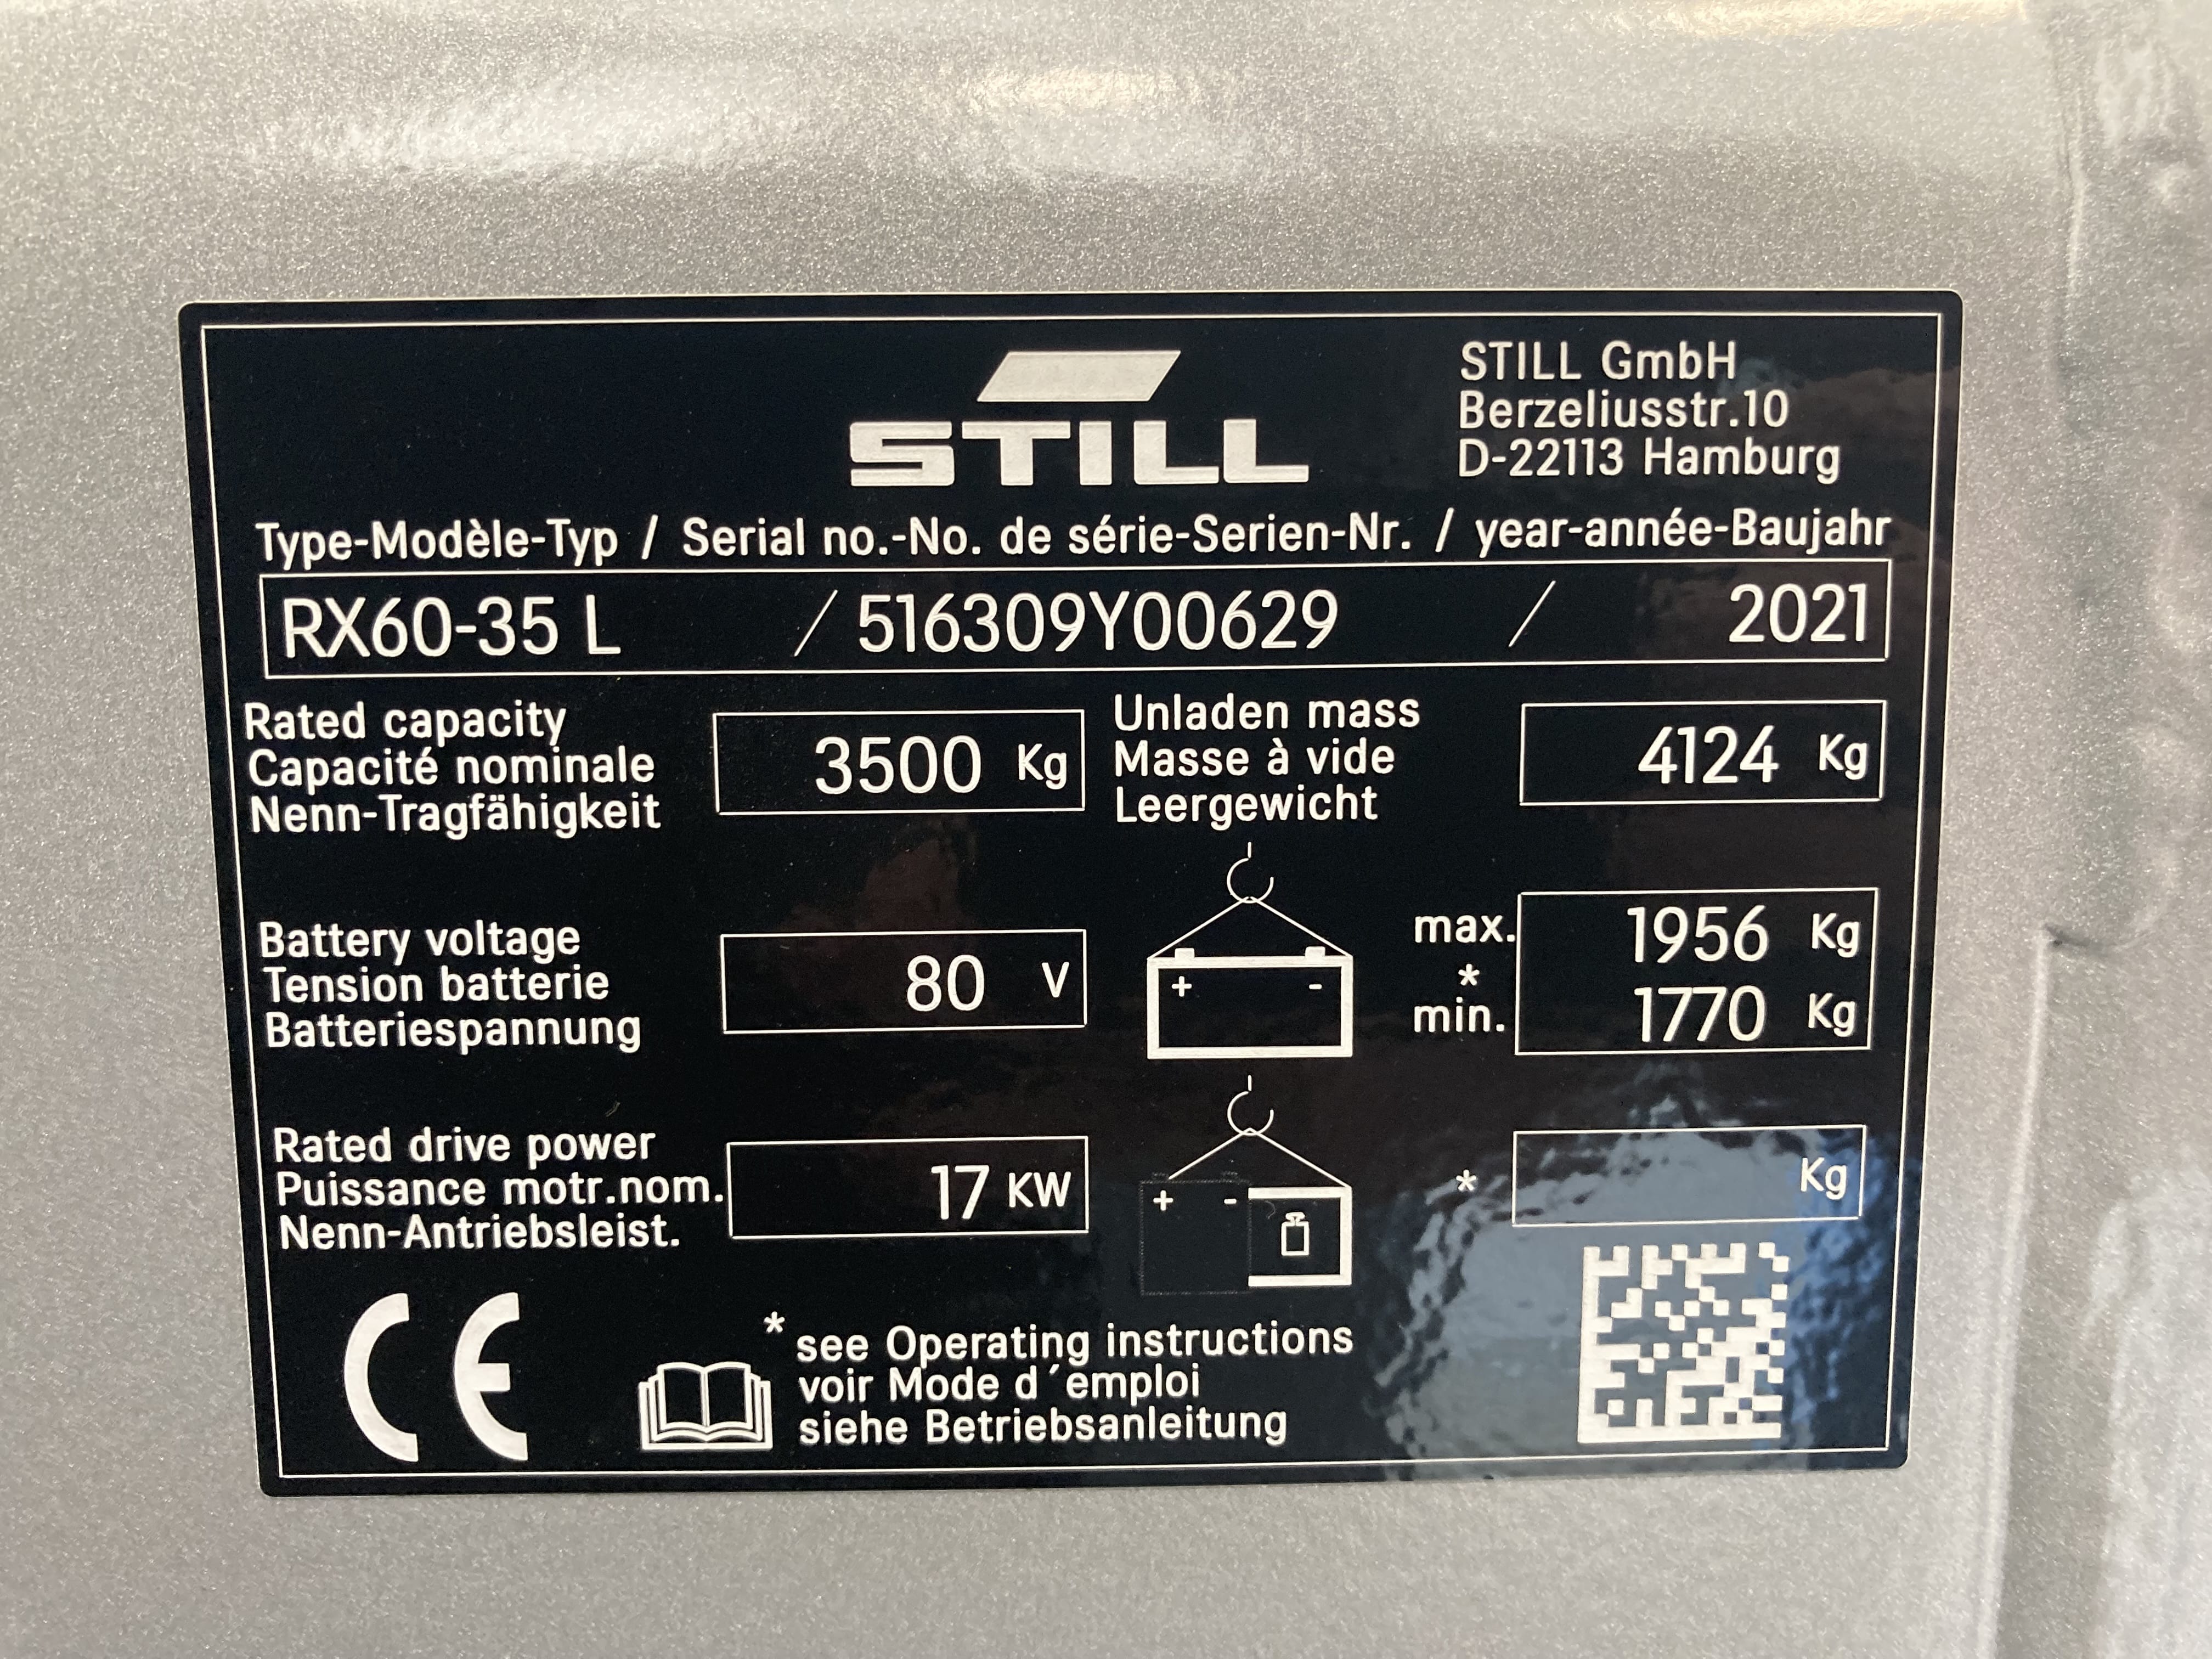 STILL
STILL GmbH
Berzeliusstr.10
D-22113 Hamburg
Type-Modèle-Typ / Serial no.-No. de série-Serien-Nr. / year-année-Baujahr
RX60-35 L / 516309Y00629 / 2021
Rated capacity
Capacité nominale
Nenn-Tragfähigkeit
3500 Kg
Unladen mass
Masse à vide
Leergewicht
4124 Kg
Battery voltage
Tension batterie
Batteriespannung
80 V
+ -
max. 1956 Kg
*
min. 1770 Kg
Rated drive power
Puissance motr.nom.
Nenn-Antriebsleist.
17 KW
+ -
* Kg
CE
* see Operating instructions
voir Mode d´emploi
siehe Betriebsanleitung